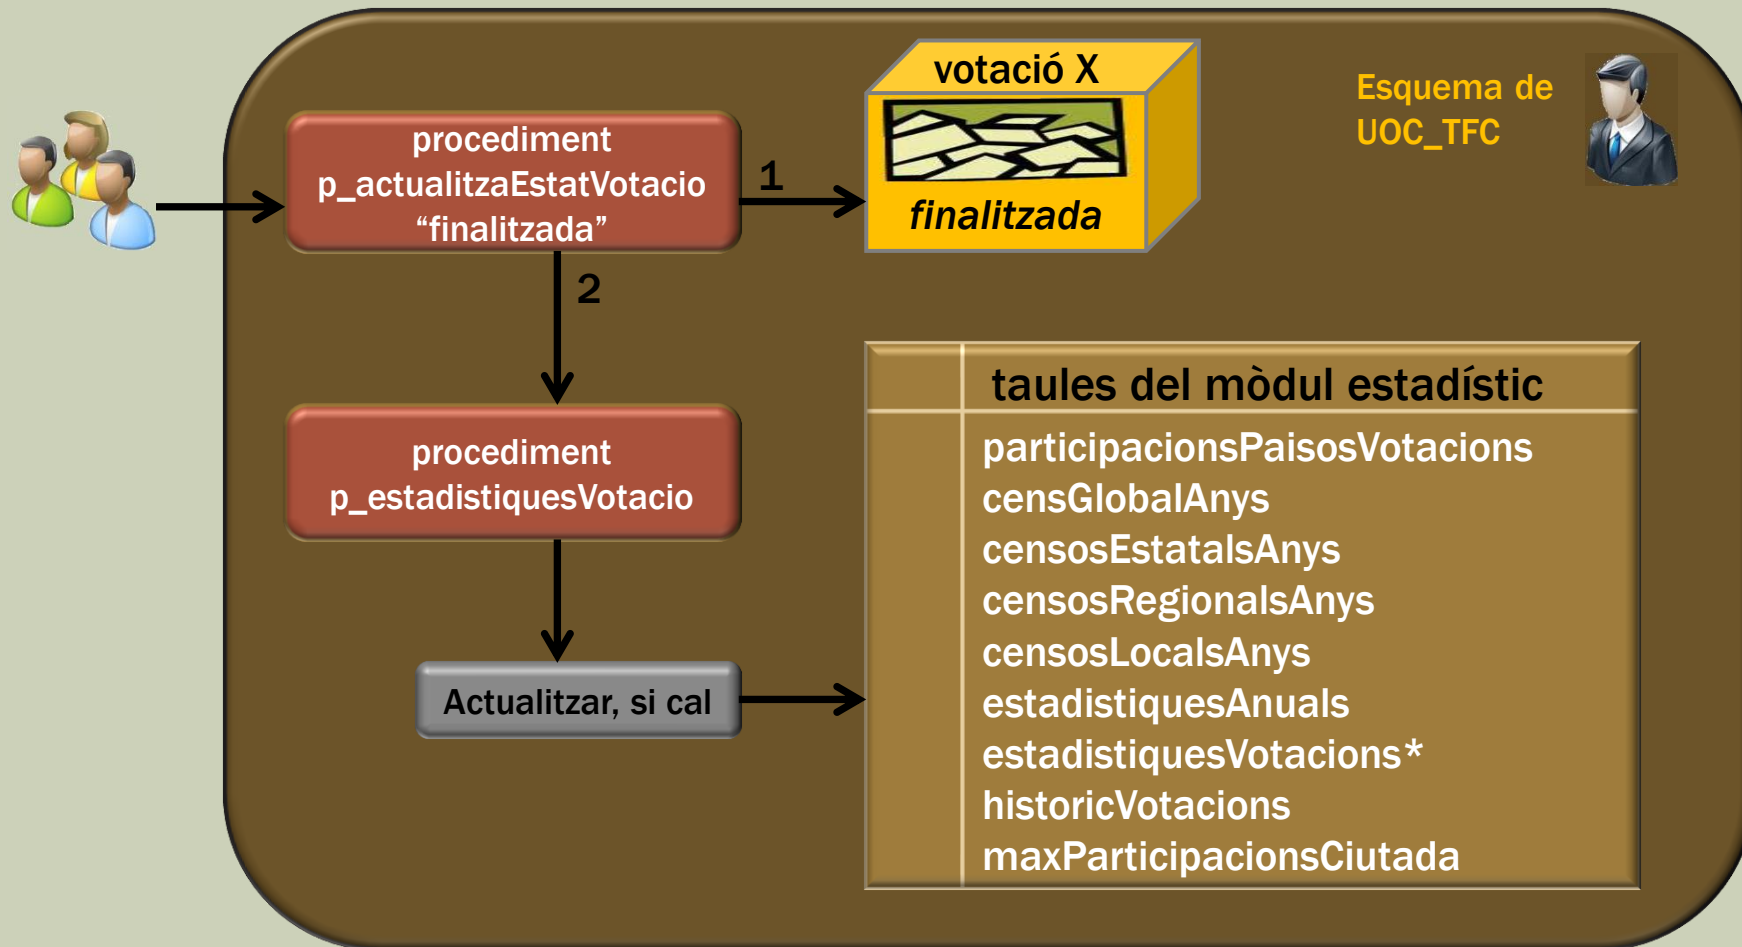 procediment
p_actualitzaEstatVotacio
“finalitzada”
1
votació X
finalitzada
Esquema de
UOC_TFC
2
procediment
p_estadistiquesVotacio
Actualitzar, si cal
taules del mòdul estadístic
participacionsPaisosVotacions
censGlobalAnys
censosEstatalsAnys
censosRegionalsAnys
censosLocalsAnys
estadistiquesAnuals
estadistiquesVotacions*
historicVotacions
maxParticipacionsCiutada